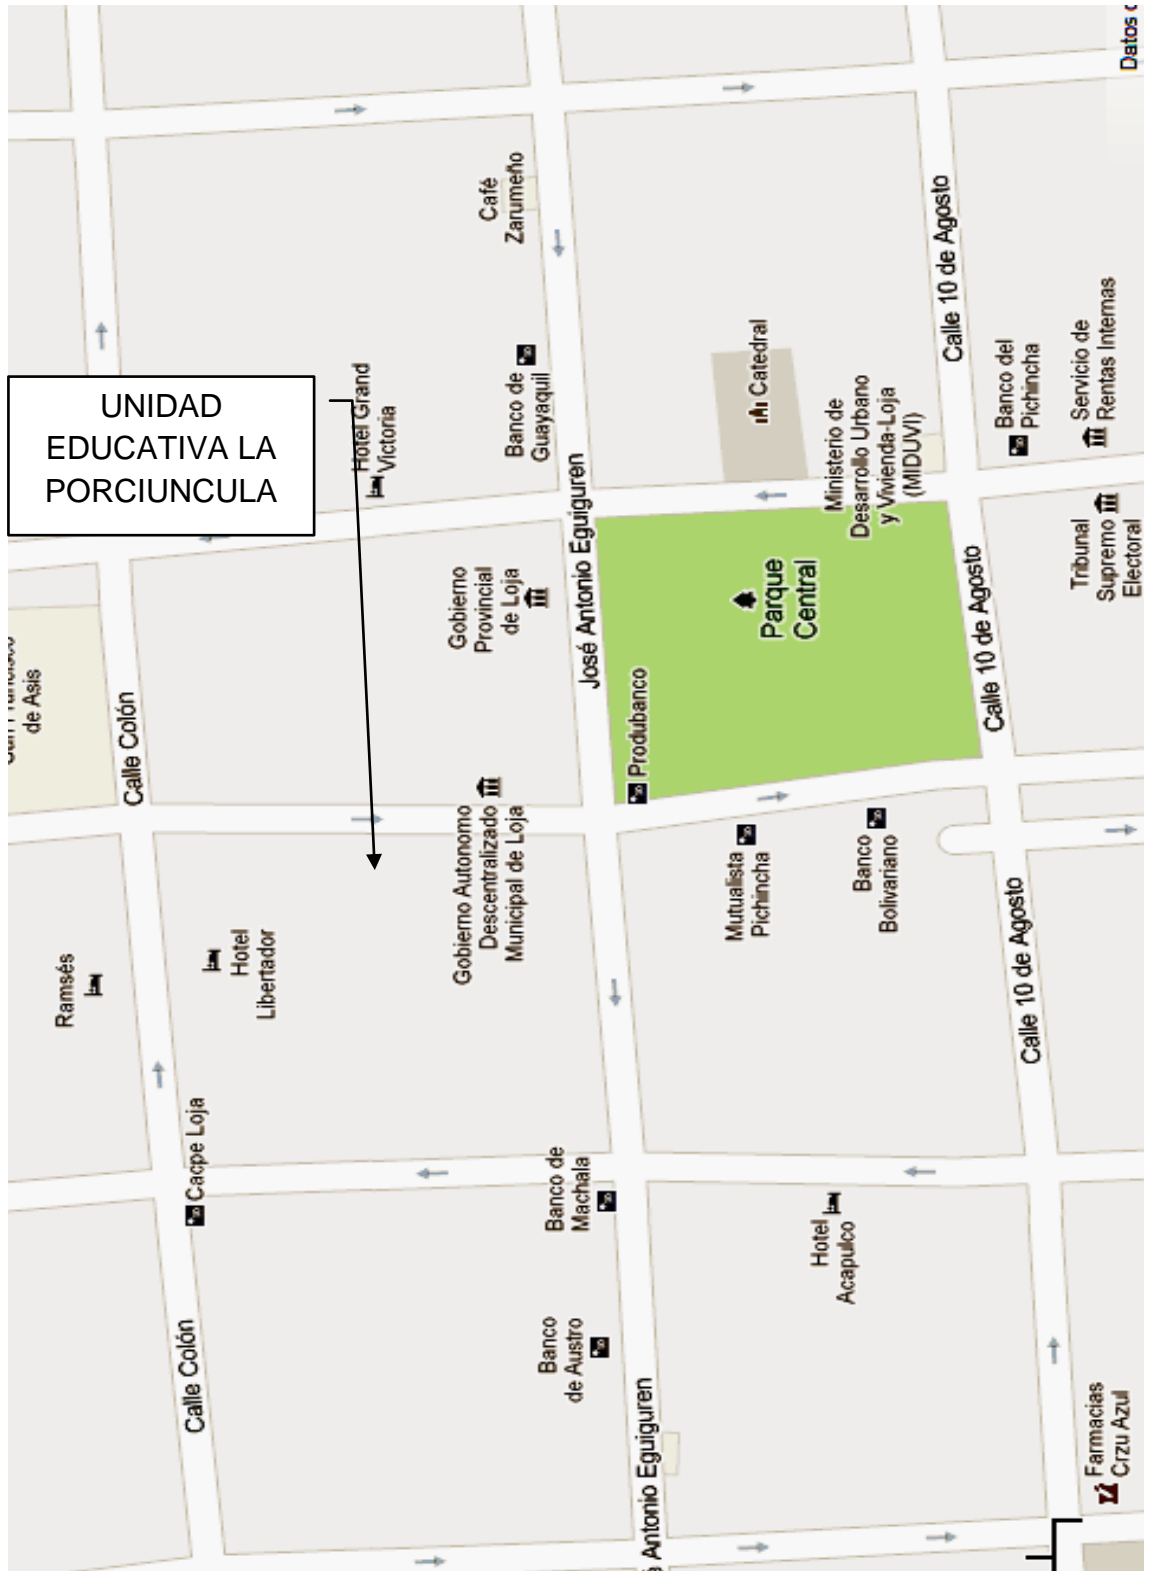 UNIDAD
EDUCATIVA LA
PORCIUNCULA
Datos
Café
Zarumeño
Calle 10 de Agosto
Banco del
Pichincha
Servicio de
Rentas Internas
Catedral
Hotel Grand
Victoria
Banco de
Guayaquil
Ministerio de
Desarrollo Urbano
y Vivienda-Loja
(MIDUVI)
José Antonio Eguiguren
Gobierno
Provincial
de Loja
Parque
Central
Calle 10 de Agosto
Tribunal
Supremo
Electoral
de Asis
Calle Colón
Produbanco
Gobierno Autonomo
Descentralizado
Municipal de Loja
Mutualista
Pichincha
Banco
Bolivariano
Calle 10 de Agosto
Ramsés
Hotel
Libertador
Cacpe Loja
Banco de
Machala
Hotel
Acapulco
Calle Colón
Banco
de Austro
Antonio Eguiguren
Farmacias
Crzu Azul